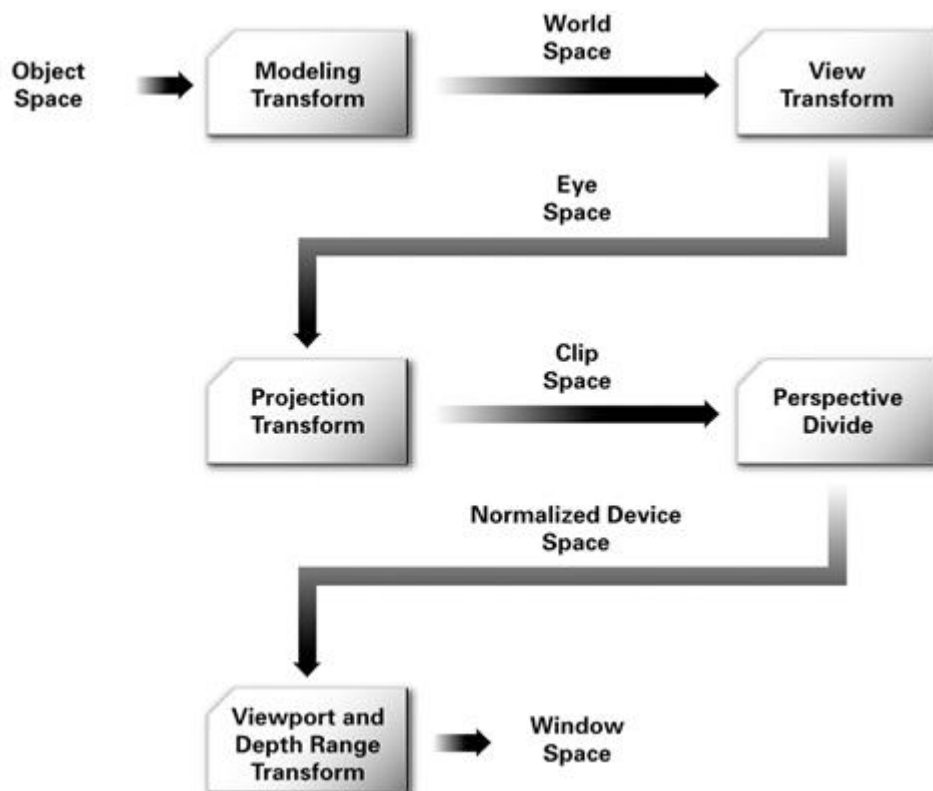 Object
Space
Modeling
Transform
World
Space
View
Transform
Eye
Space
Projection
Transform
Clip
Space
Perspective
Divide
Normalized Device
Space
Viewport and
Depth Range
Transform
Window
Space